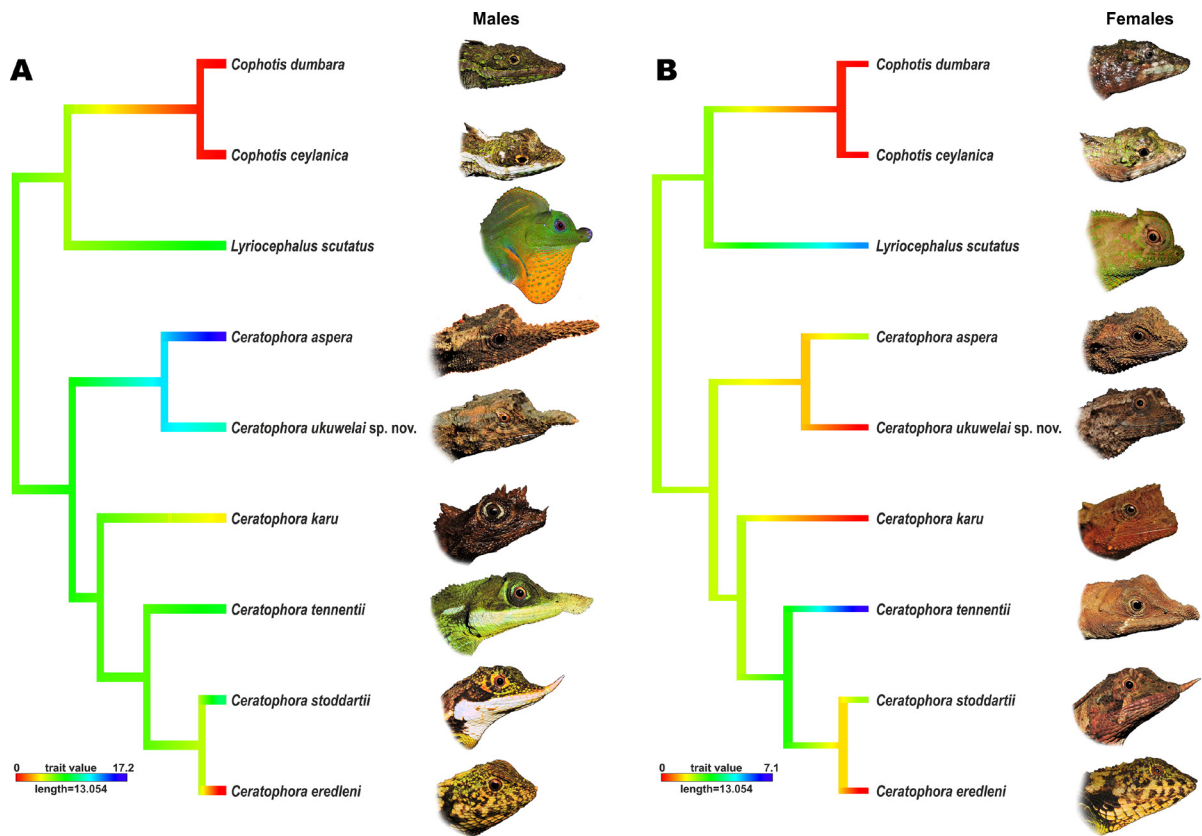 Males
A
Cophotis dumbara
Cophotis ceylanica
Lyriocephalus scutatus
Ceratophora aspera
Ceratophora ukuwelai sp. nov.
Ceratophora karu
Ceratophora tennentii
Ceratophora stoddartii
Ceratophora eredleni
0 trait value 17.2
length=13.054
Females
B
Cophotis dumbara
Cophotis ceylanica
Lyriocephalus scutatus
Ceratophora aspera
Ceratophora ukuwelai sp. nov.
Ceratophora karu
Ceratophora tennentii
Ceratophora stoddartii
Ceratophora eredleni
0 trait value 7.1
length=13.054